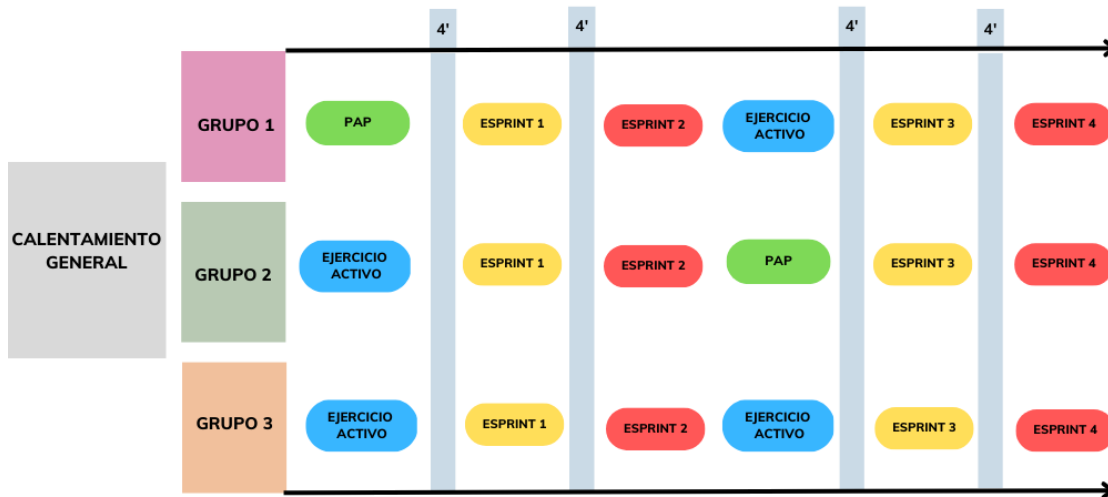 4'
4'
4'
4'
CALENTAMIENTO
GENERAL
GRUPO 1
PAP
ESPRINT 1
ESPRINT 2
EJERCICIO
ACTIVO
ESPRINT 3
ESPRINT 4
GRUPO 2
EJERCICIO
ACTIVO
ESPRINT 1
ESPRINT 2
PAP
ESPRINT 3
ESPRINT 4
GRUPO 3
EJERCICIO
ACTIVO
ESPRINT 1
ESPRINT 2
EJERCICIO
ACTIVO
ESPRINT 3
ESPRINT 4